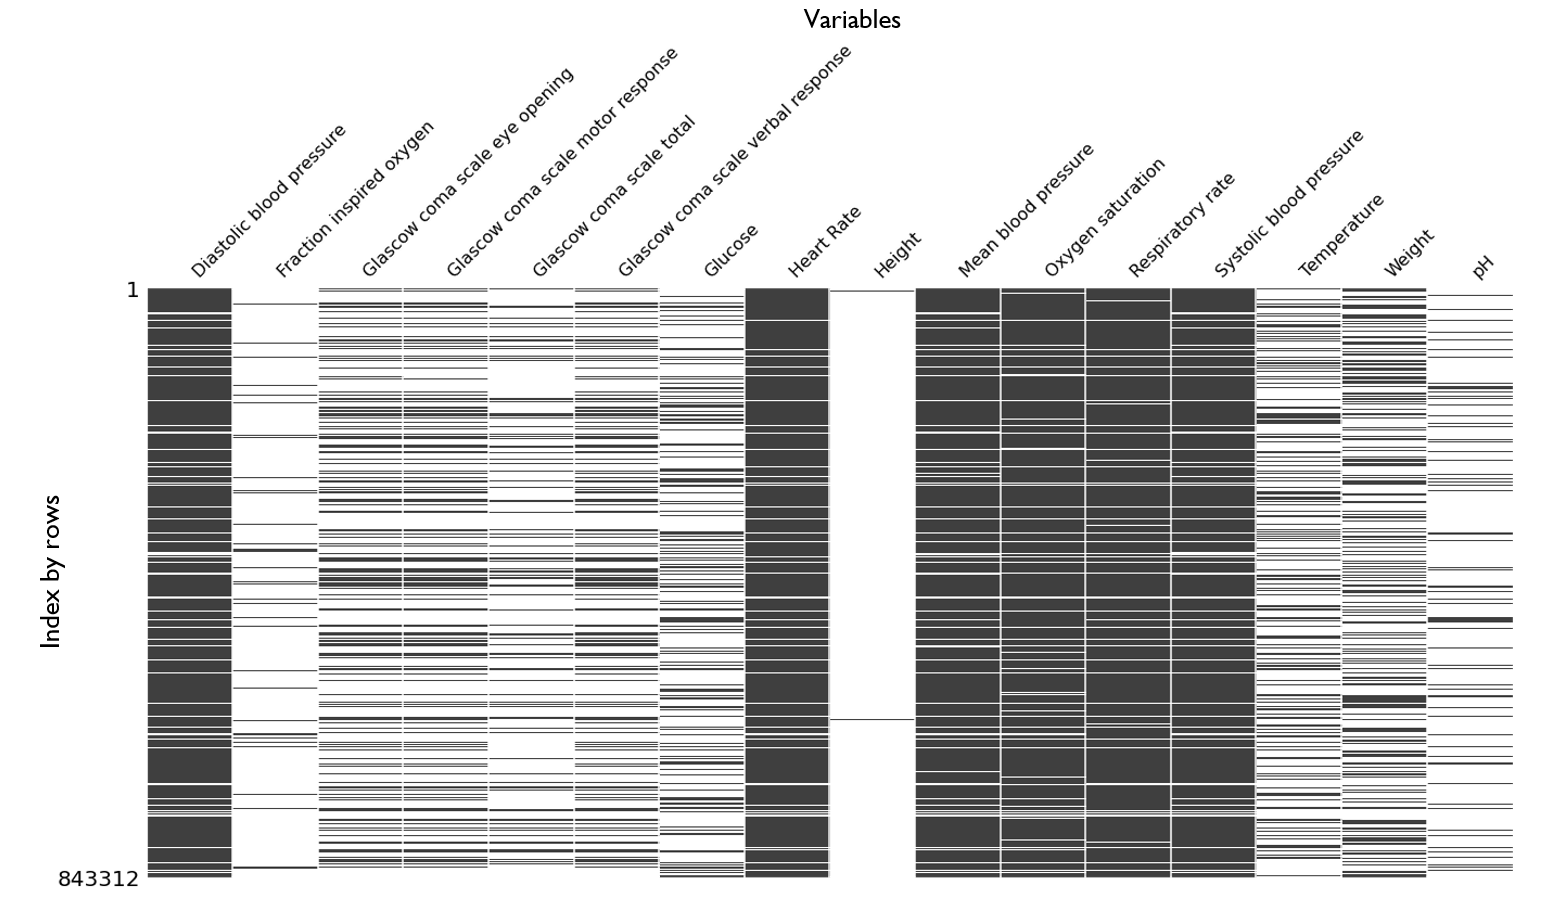 Variables
Diastolic blood pressure
Fraction inspired oxygen
Glascow coma scale eye opening
Glascow coma scale motor response
Glascow coma scale total
Glascow coma scale verbal response
Glucose
Heart Rate
Height
Mean blood pressure
Oxygen saturation
Respiratory rate
Systolic blood pressure
Temperature
Weight
pH
1
Index by rows
843312